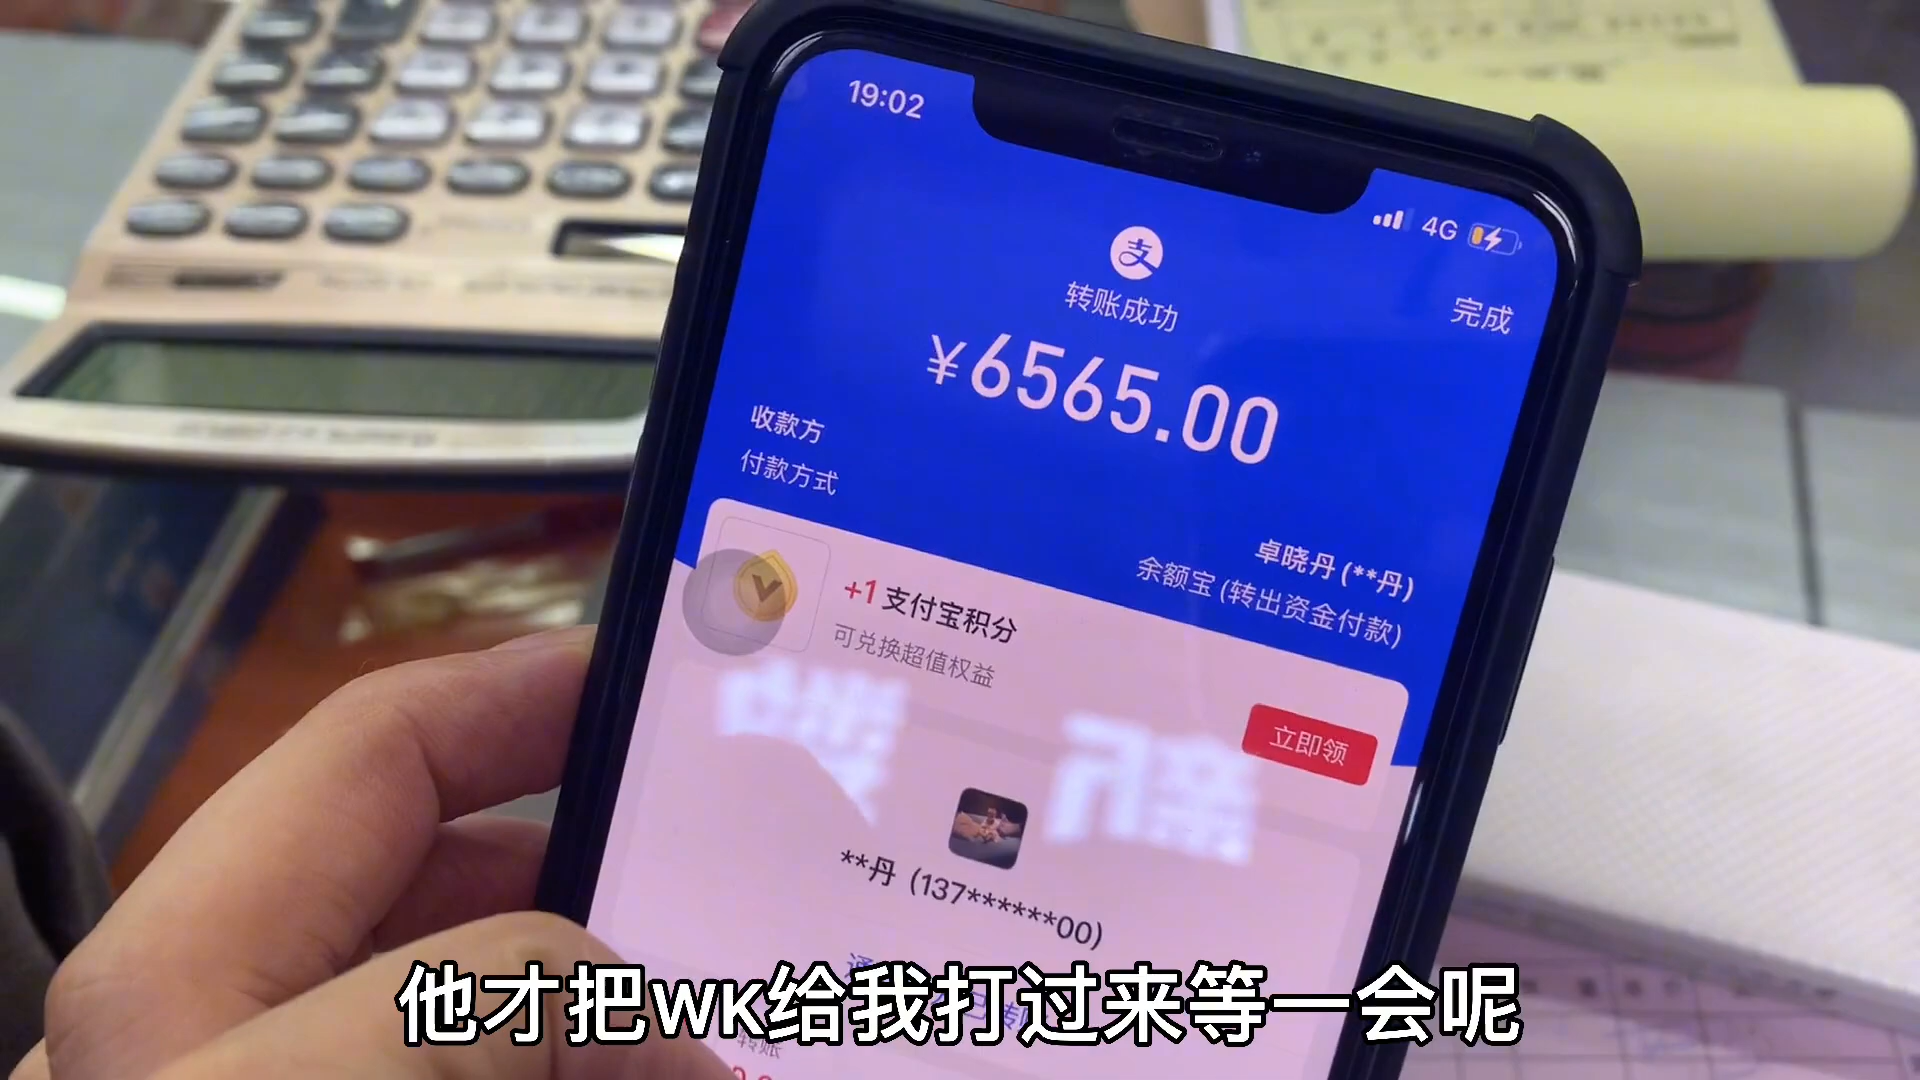 19:02
4G
支
转账成功
完成
¥6565.00
收款方
卓晓丹(**丹)
付款方式
余额宝(转出资金付款)
+1支付宝积分
可兑换超值权益
立即领
**丹 (137******00)
转账
他才把WK给我打过来等一会呢